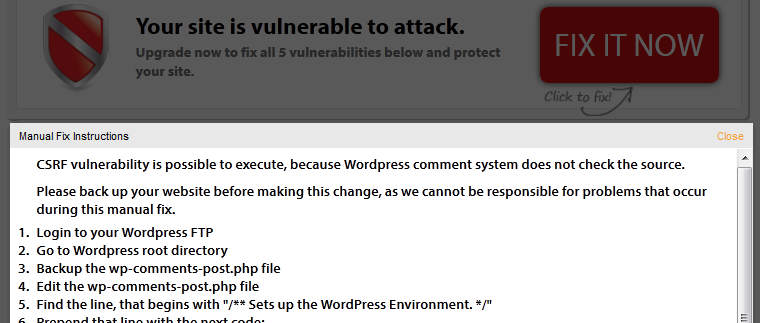 Your site is vulnerable to attack.
Upgrade now to fix all 5 vulnerabilities below and protect
your site.
FIX IT NOW
Click to fix!
Manual Fix Instructions
Close
CSRF vulnerability is possible to execute, because Wordpress comment system does not check the source.
Please back up your website before making this change, as we cannot be responsible for problems that occur
during this manual fix.
1. Login to your Wordpress FTP
2. Go to Wordpress root directory
3. Backup the wp-comments-post.php file
4. Edit the wp-comments-post.php file
5. Find the line, that begins with "/** Sets up the WordPress Environment. */"
6. Prepend that line with the next code: